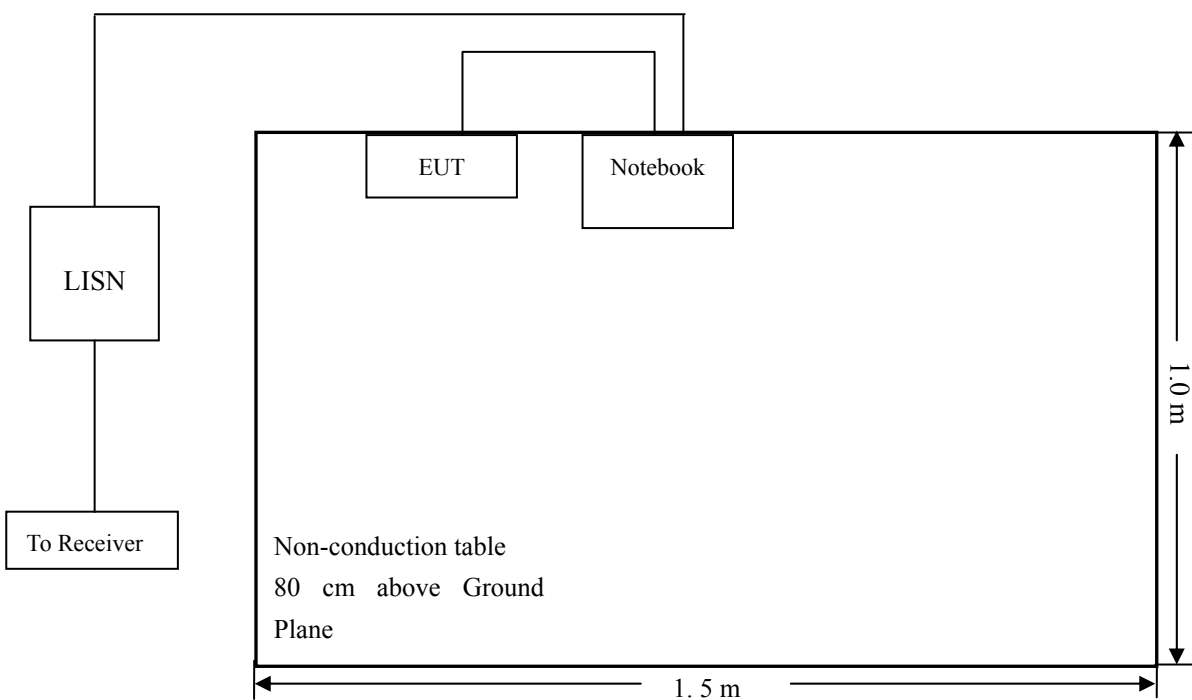 EUT
Notebook
LISN
1.0 m
To Receiver
Non-conduction table
80 cm above Ground
Plane
1. 5 m